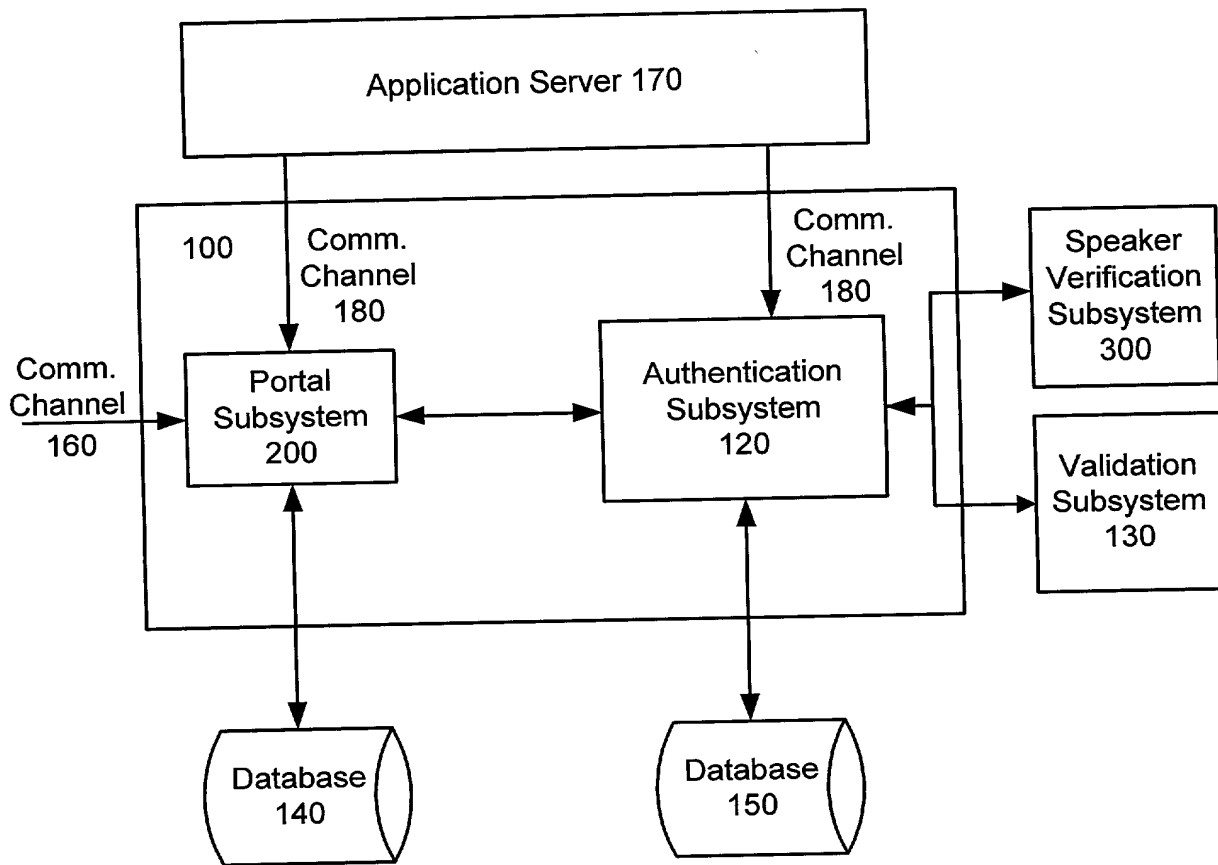 Application Server 170
100
Comm.
Channel
180
Comm.
Channel
180
Speaker
Verification
Subsystem
300
Comm.
Channel
160
Portal
Subsystem
200
Authentication
Subsystem
120
Validation
Subsystem
130
Database
140
Database
150